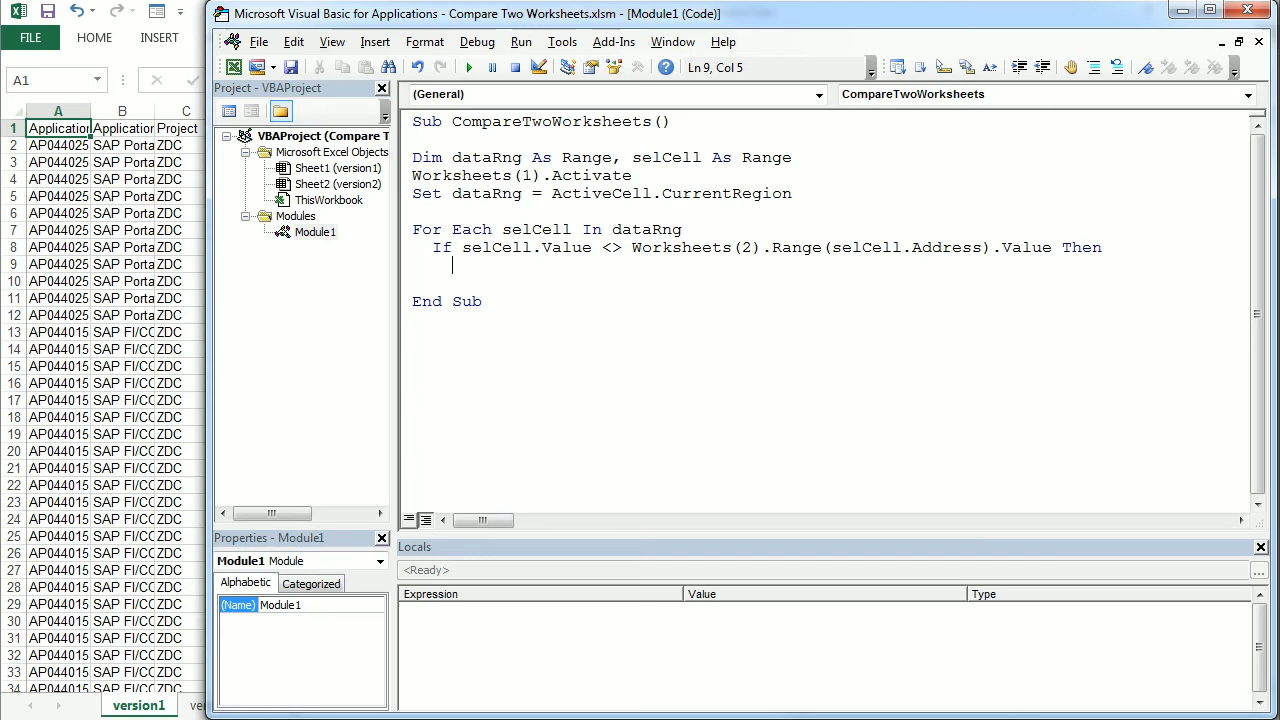 Microsoft Visual Basic for Applications - Compare Two Worksheets.xlsm - [Module1 (Code)]
FILE HOME INSERT
File Edit View Insert Format Debug Run Tools Add-Ins Window Help
Ln 9, Col 5
A1
Project - VBAProject
(General) CompareTwoWorksheets
VBAProject (Compare T
Microsoft Excel Objects
Sheet1 (version1)
Sheet2 (version2)
ThisWorkbook
Modules
Module1
Sub CompareTwoWorksheets()
Dim dataRng As Range, selCell As Range
Worksheets(1).Activate
Set dataRng = ActiveCell.CurrentRegion
For Each selCell In dataRng
If selCell.Value <> Worksheets(2).Range(selCell.Address).Value Then
End Sub
A B C
1 Application Application Project
2 AP044025 SAP Porta ZDC
3 AP044025 SAP Porta ZDC
4 AP044025 SAP Porta ZDC
5 AP044025 SAP Porta ZDC
6 AP044025 SAP Porta ZDC
7 AP044025 SAP Porta ZDC
8 AP044025 SAP Porta ZDC
9 AP044025 SAP Porta ZDC
10 AP044025 SAP Porta ZDC
11 AP044025 SAP Porta ZDC
12 AP044025 SAP Porta ZDC
13 AP044015 SAP FI/CC ZDC
14 AP044015 SAP FI/CC ZDC
15 AP044015 SAP FI/CC ZDC
16 AP044015 SAP FI/CC ZDC
17 AP044015 SAP FI/CC ZDC
18 AP044015 SAP FI/CC ZDC
19 AP044015 SAP FI/CC ZDC
20 AP044015 SAP FI/CC ZDC
21 AP044015 SAP FI/CC ZDC
22 AP044015 SAP FI/CC ZDC
23 AP044015 SAP FI/CC ZDC
24 AP044015 SAP FI/CC ZDC
25 AP044015 SAP FI/CC ZDC
26 AP044015 SAP FI/CC ZDC
27 AP044015 SAP FI/CC ZDC
28 AP044015 SAP FI/CC ZDC
29 AP044015 SAP FI/CC ZDC
30 AP044015 SAP FI/CC ZDC
31 AP044015 SAP FI/CC ZDC
32 AP044015 SAP FI/CC ZDC
33 AP044015 SAP FI/CC ZDC
34 AP044015 SAP FI/CC ZDC
version1 ve
Properties - Module1
Module1 Module
Alphabetic Categorized
(Name) Module1
Locals
<Ready>
Expression Value Type